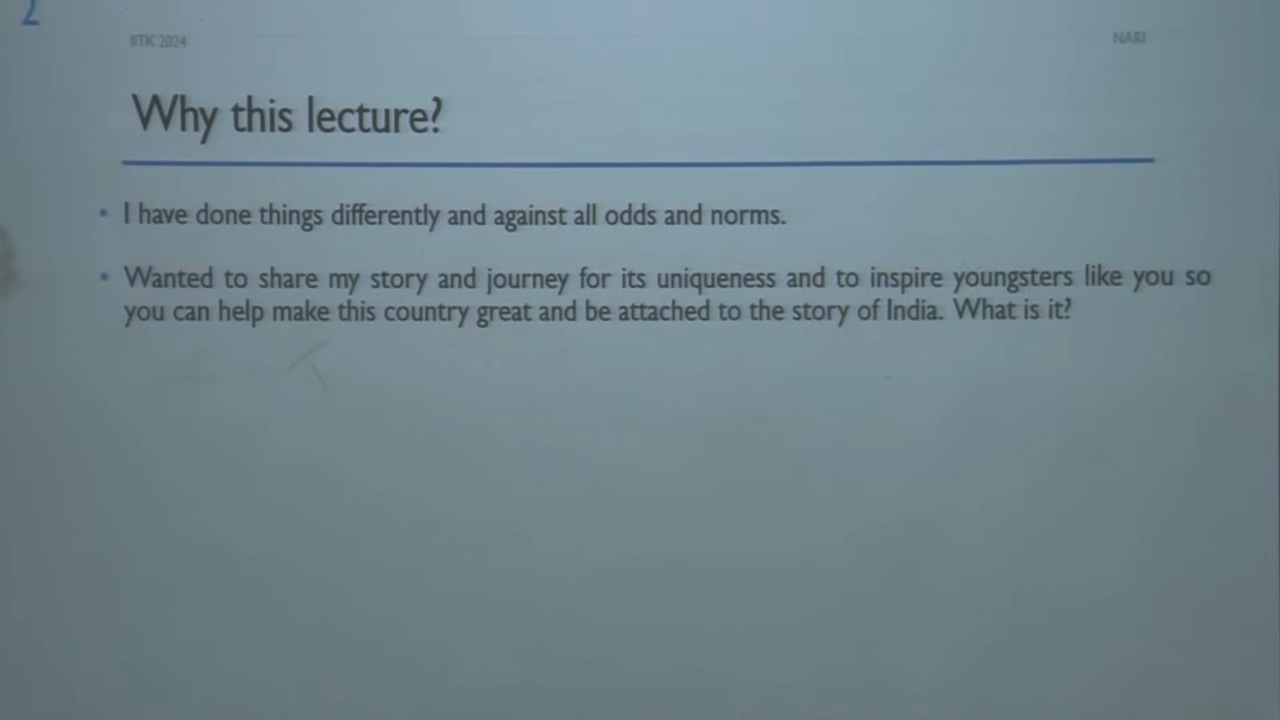 2
IITK 2024
NARI
Why this lecture?
▪ I have done things differently and against all odds and norms.
▪ Wanted to share my story and journey for its uniqueness and to inspire youngsters like you so
you can help make this country great and be attached to the story of India. What is it?